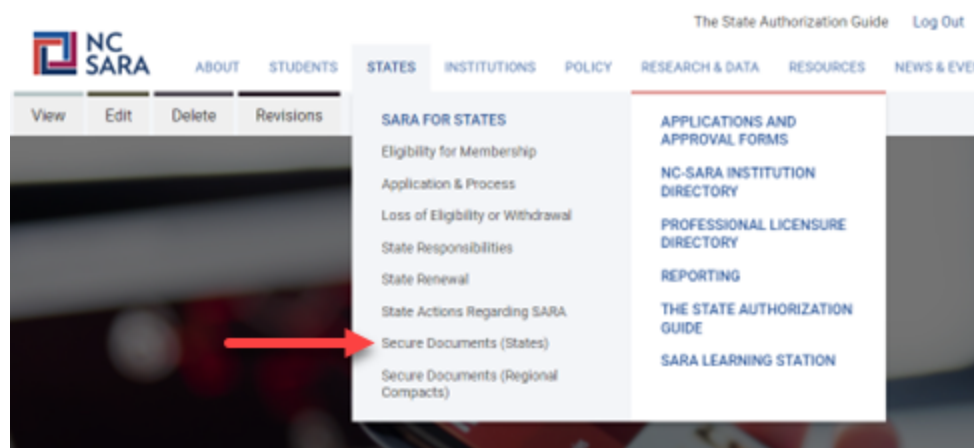 The State Authorization Guide Log Out
NC
SARA
ABOUT STUDENTS STATES INSTITUTIONS POLICY RESEARCH & DATA RESOURCES NEWS & EVE
View Edit Delete Revisions
SARA FOR STATES
Eligibility for Membership
Application & Process
Loss of Eligibility or Withdrawal
State Responsibilities
State Renewal
State Actions Regarding SARA
Secure Documents (States)
Secure Documents (Regional
Compacts)
APPLICATIONS AND
APPROVAL FORMS
NC-SARA INSTITUTION
DIRECTORY
PROFESSIONAL LICENSURE
DIRECTORY
REPORTING
THE STATE AUTHORIZATION
GUIDE
SARA LEARNING STATION